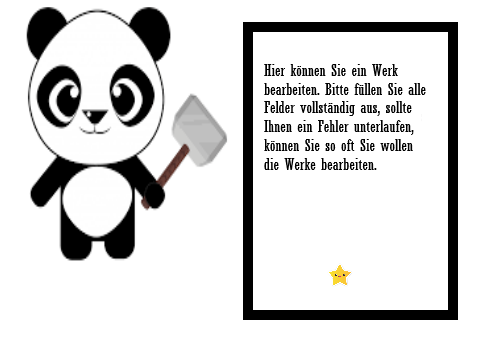 Hier können Sie ein Werk
bearbeiten. Bitte füllen Sie alle
Felder vollständig aus, sollte
Ihnen ein Fehler unterlaufen,
können Sie so oft Sie wollen
die Werke bearbeiten.